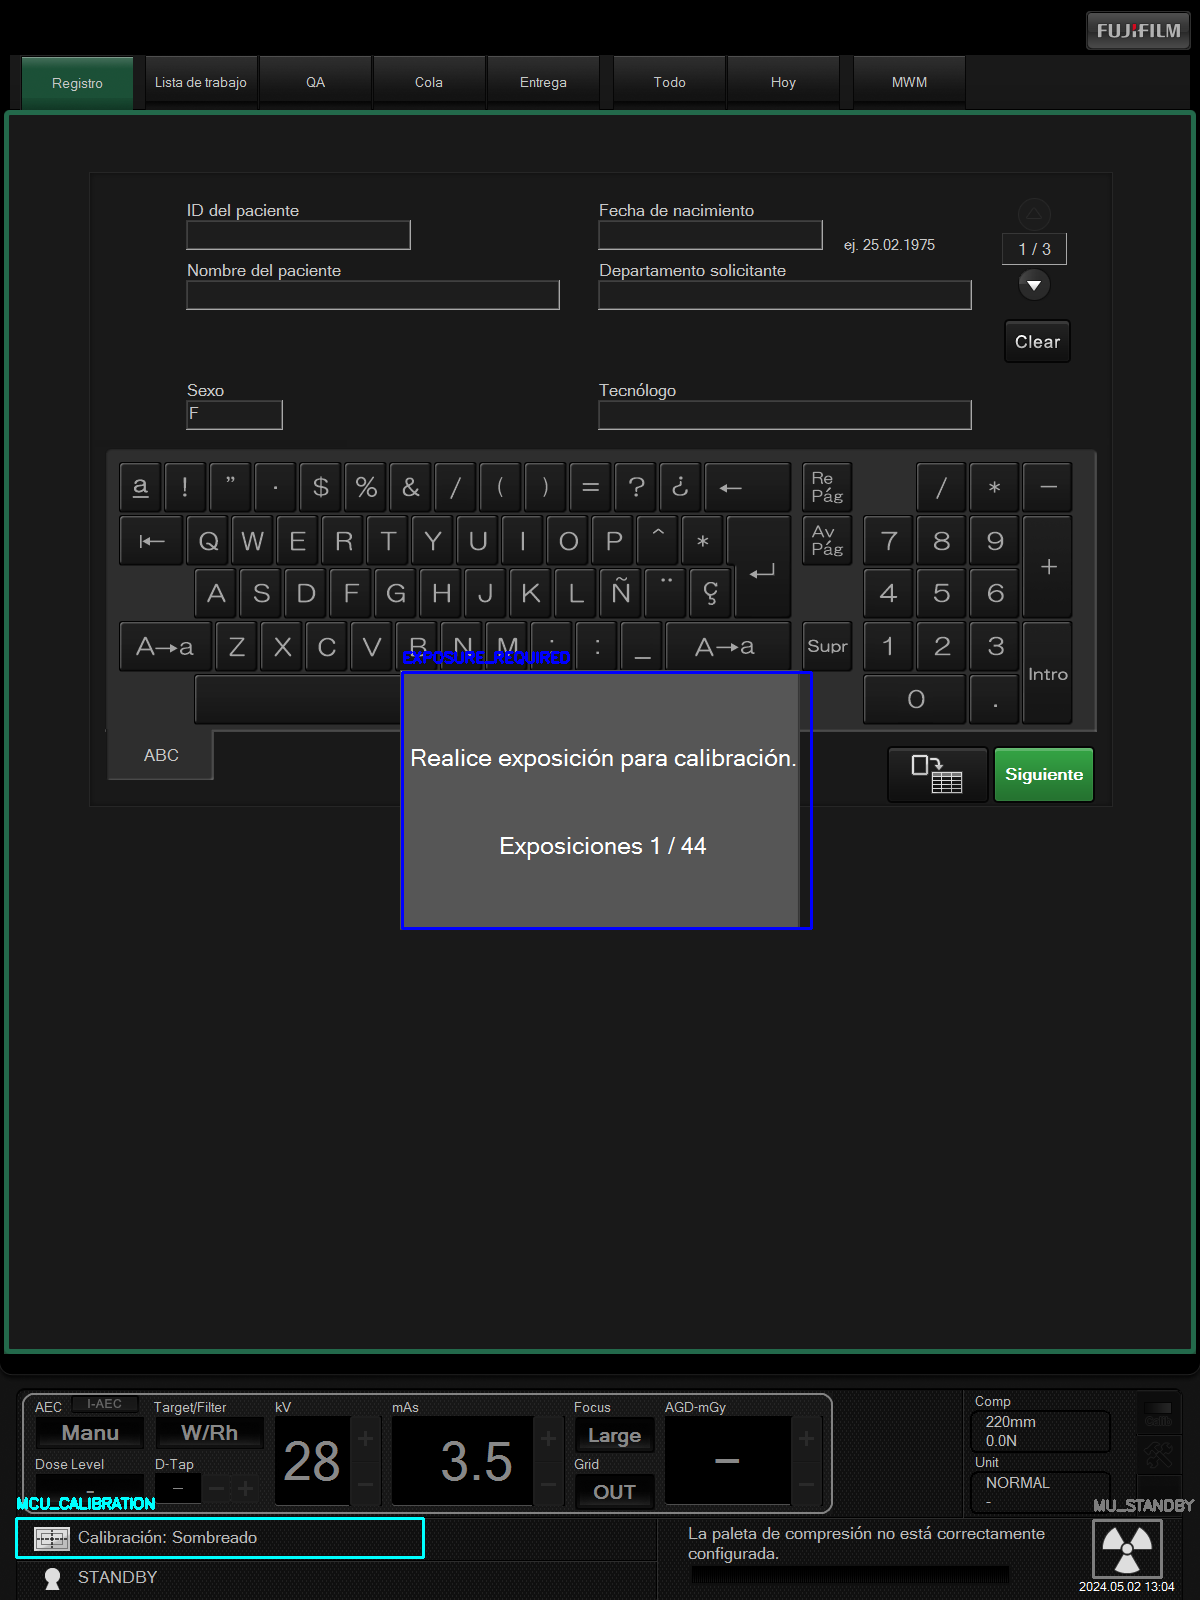 FUJIFILM
Registro
Lista de trabajo
QA
Cola
Entrega
Todo
Hoy
MWM
ID del paciente
Fecha de nacimiento
ej. 25.02.1975
1 / 3
Nombre del paciente
Departamento solicitante
Clear
Sexo
F
Tecnólogo
a ! " · $ % & / ( ) = ? ¿ ← Re Pág / * −
Q W E R T Y U I O P ^ * Av Pág 7 8 9 +
A S D F G H J K L Ñ ¨ ç 4 5 6
A→a Z X C V B N M ; : _ A→a Supr 1 2 3 Intro
EXPOSURE_REQUIRED
0 .
ABC
Realice exposición para calibración.
Exposiciones 1 / 44
Siguiente
AEC I-AEC
Manu
Target/Filter
W/Rh
kV
28
+
−
mAs
3.5
+
−
Focus
Large
AGD-mGy
−
+
−
Dose Level
-
D-Tap
−
− +
Grid
OUT
Comp
220mm
0.0N
Unit
NORMAL
-
MCU_CALIBRATION
MU_STANDBY
Calibración: Sombreado
La paleta de compresión no está correctamente
configurada.
STANDBY
2024.05.02 13:04